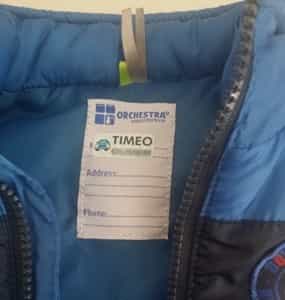 ORCHESTRA
TIMEO
Address:
Phone: